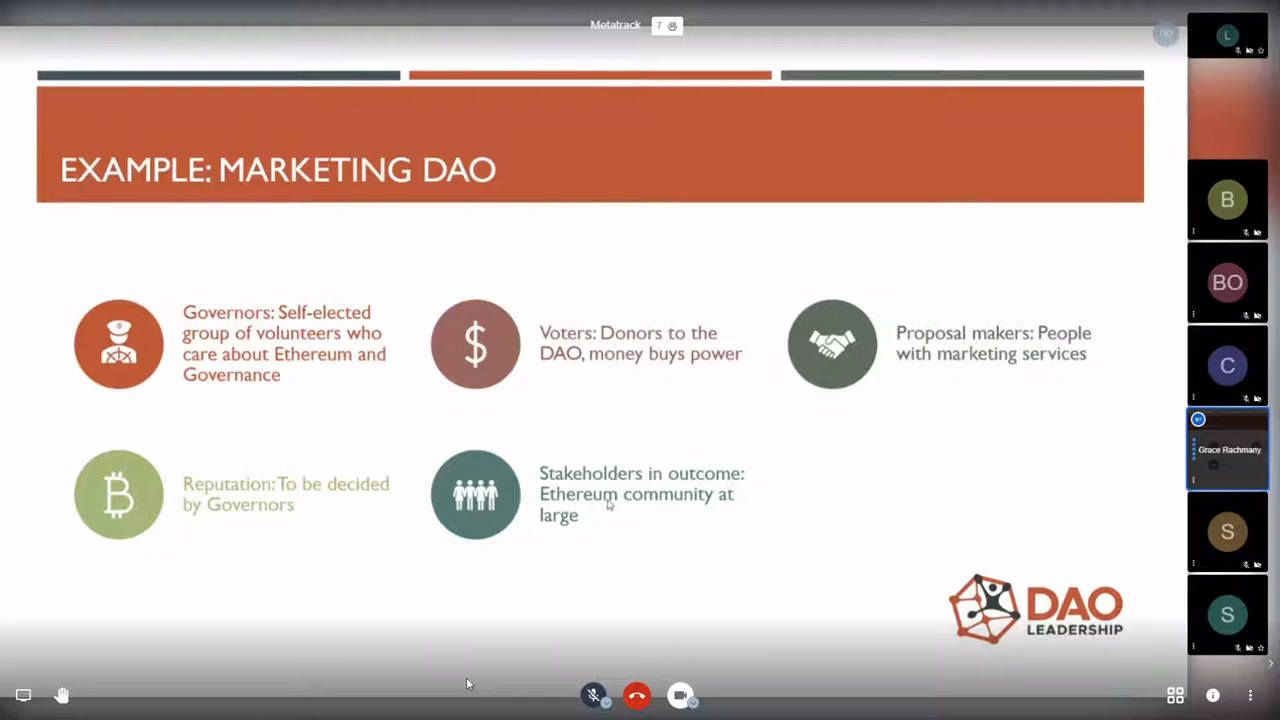 Metatrack 7
L
EXAMPLE: MARKETING DAO
B
BO
Governors: Self-elected
group of volunteers who
care about Ethereum and
Governance
Voters: Donors to the
DAO, money buys power
Proposal makers: People
with marketing services
C
Grace Rachmany
Reputation: To be decided
by Governors
Stakeholders in outcome:
Ethereum community at
large
S
DAO
LEADERSHIP
S